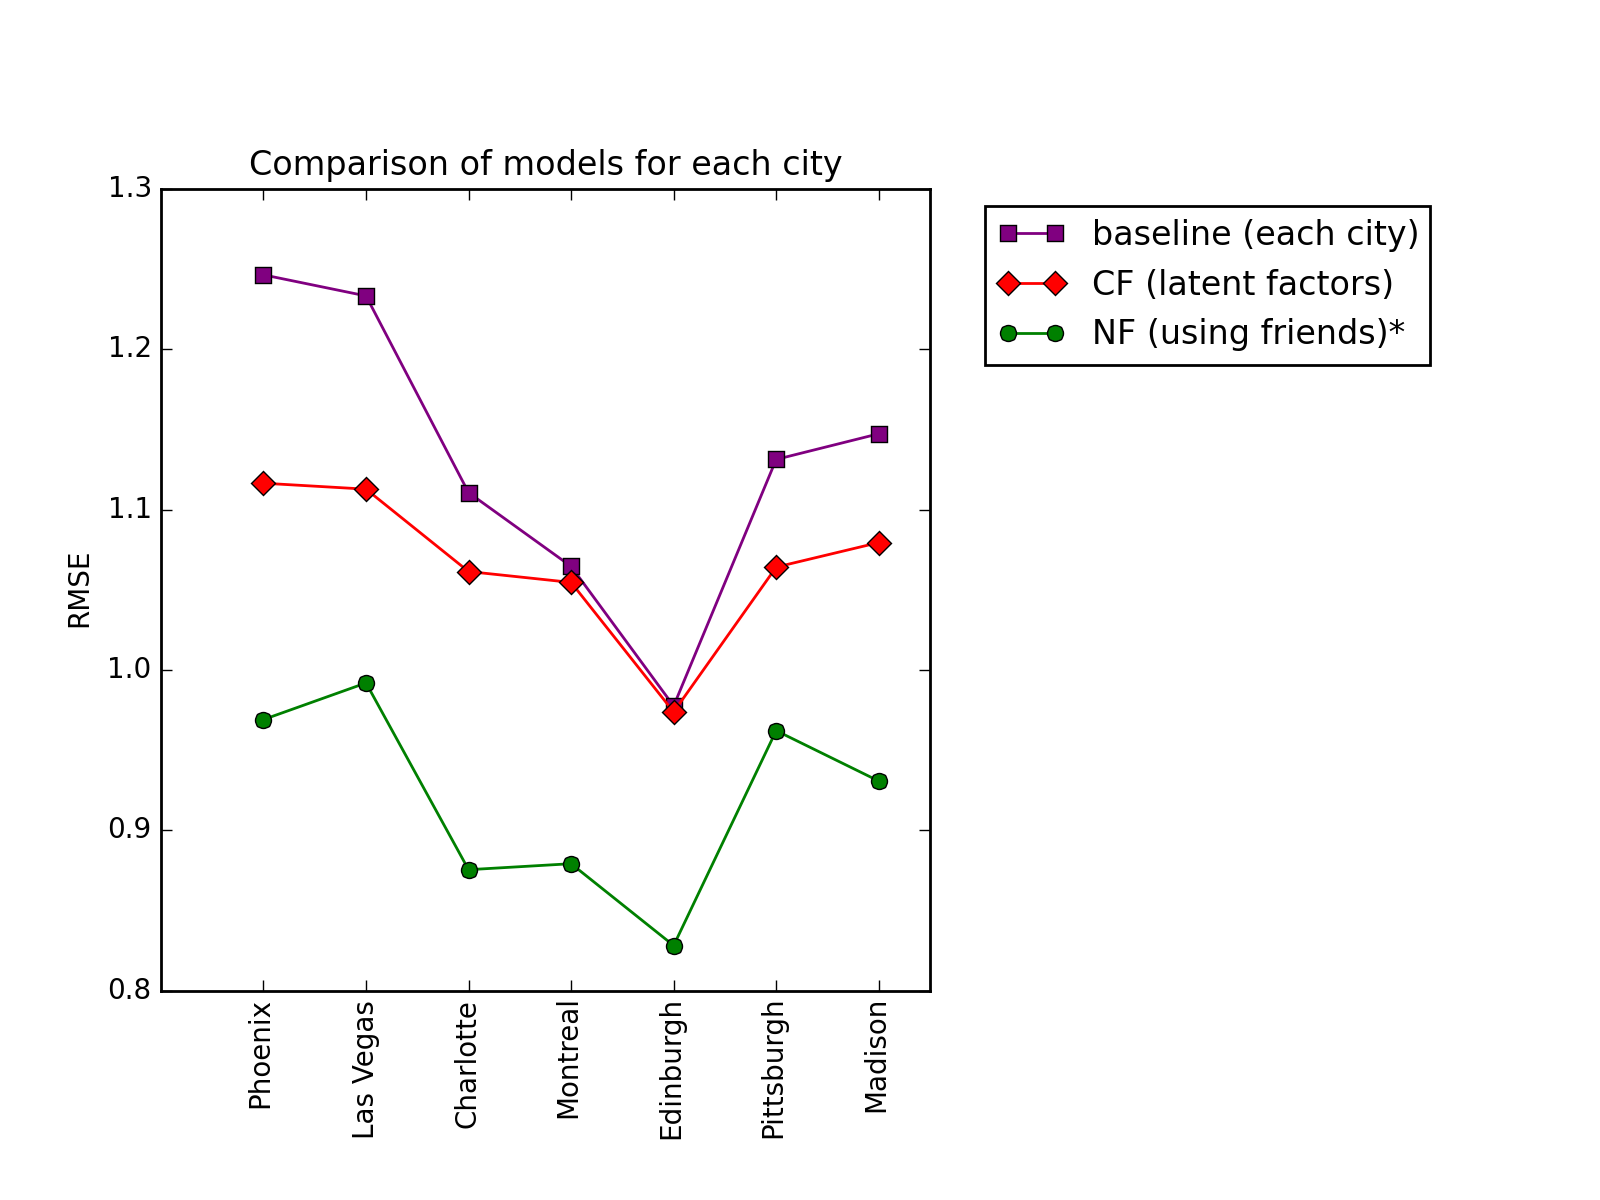 Comparison of models for each city
1.3
1.2
1.1
1.0
0.9
0.8
RMSE
Phoenix
Las Vegas
Charlotte
Montreal
Edinburgh
Pittsburgh
Madison
baseline (each city)
CF (latent factors)
NF (using friends)*